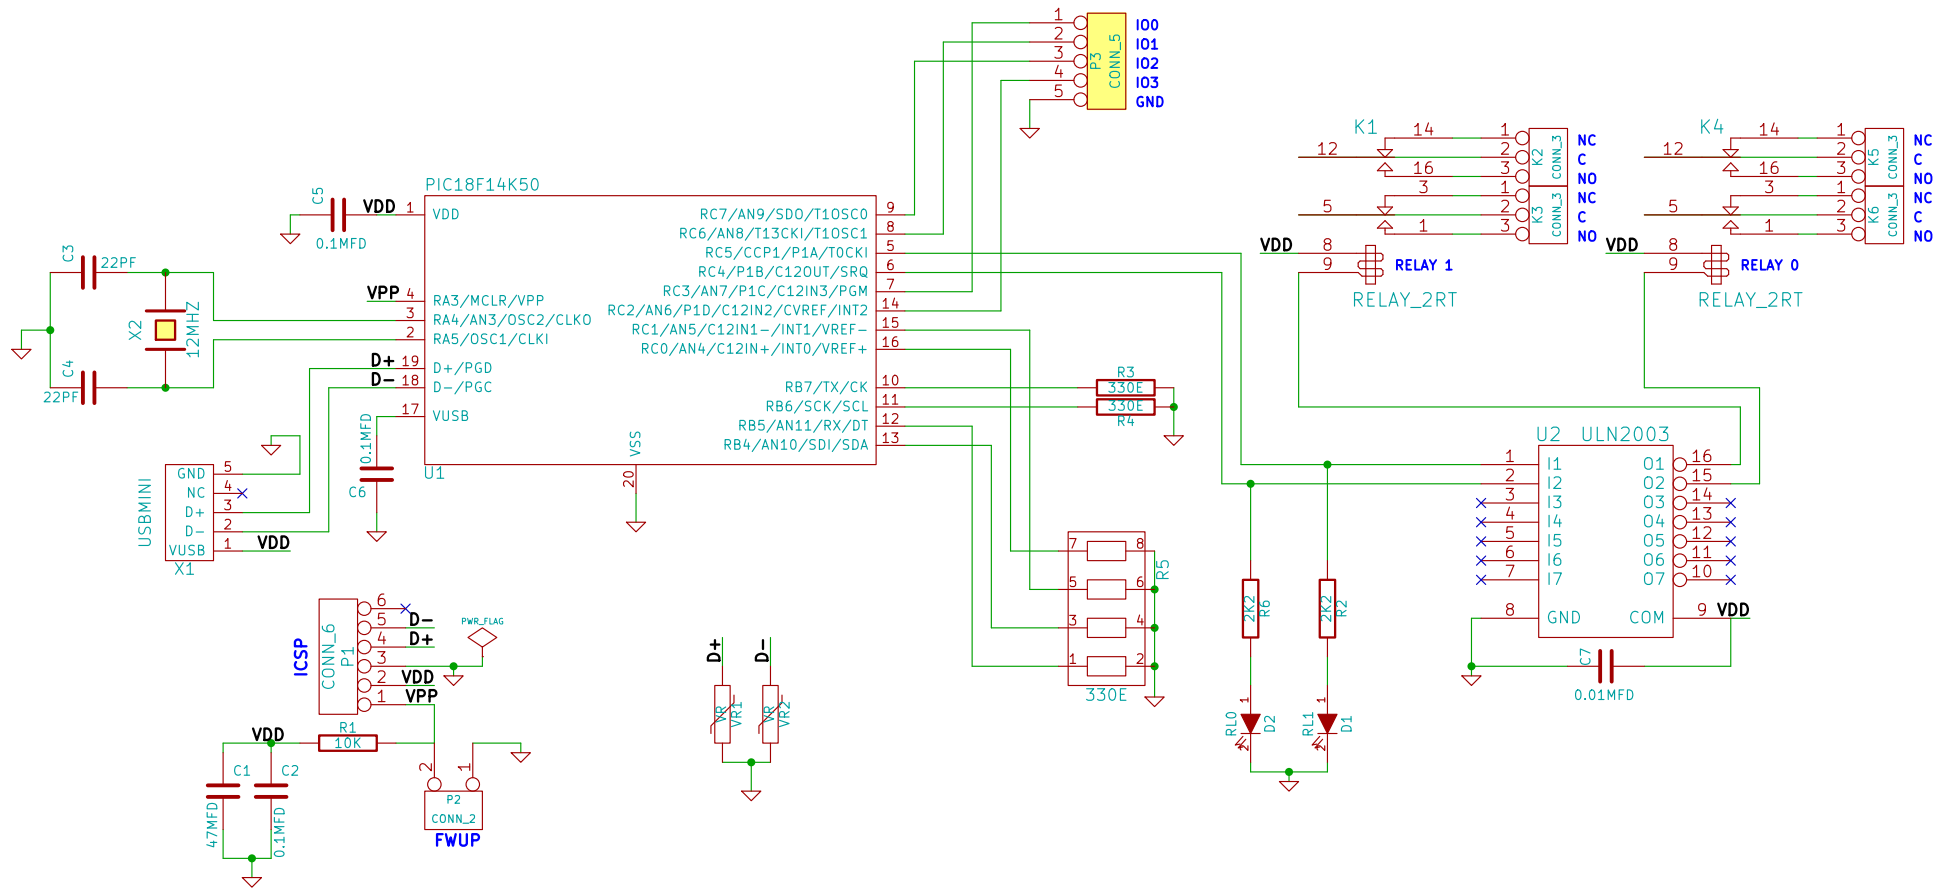 1 IO0
2 IO1
3 IO2
4 IO3
5 GND
P3
CONN_5
PIC18F14K50
C5
0.1MFD
VDD 1 VDD
VPP 4 RA3/MCLR/VPP
3 RA4/AN3/OSC2/CLKO
2 RA5/OSC1/CLKI
D+ 19 D+/PGD
D- 18 D-/PGC
17 VUSB
RC7/AN9/SDO/T1OSC0 9
RC6/AN8/T13CKI/T1OSC1 8
RC5/CCP1/P1A/TOCKI 5
RC4/P1B/C12OUT/SRQ 6
RC3/AN7/P1C/C12IN3/PGM 7
RC2/AN6/P1D/C12IN2/CVREF/INT2 14
RC1/AN5/C12IN1-/INT1/VREF- 15
RC0/AN4/C12IN+/INT0/VREF+ 16
RB7/TX/CK 10
RB6/SCK/SCL 11
RB5/AN11/RX/DT 12
RB4/AN10/SDI/SDA 13
VSS
20
U1
C3
22PF
X2
12MHZ
C4
22PF
0.1MFD
C6
USBMINI
GND 5
NC 4
D+ 3
D- 2
VUSB 1 VDD
X1
R3
330E
330E
R4
K1
14 1 NC
12 2 C
16 3 NO
3 1 NC
5 2 C
1 3 NO
K2
CONN_3
K3
CONN_3
VDD 8
9 RELAY 1
RELAY_2RT
K4
14 1 NC
12 2 C
16 3 NO
3 1 NC
5 2 C
1 3 NO
K5
CONN_3
K6
CONN_3
VDD 8
9 RELAY 0
RELAY_2RT
U2 ULN2003
1 I1 O1 16
2 I2 O2 15
3 I3 O3 14
4 I4 O4 13
5 I5 O5 12
6 I6 O6 11
7 I7 O7 10
8 GND COM 9 VDD
C7
0.01MFD
7 8
5 6
3 4
1 2
R5
330E
2K2
R6
2K2
R2
RL0
1
2
D2
RL1
1
2
D1
ICSP
CONN_6
P1
6
5 D-
4 D+
3
2 VDD
1 VPP
PWR_FLAG
D+
VR
VR1
D-
VR
VR2
VDD
R1
10K
C1
47MFD
C2
0.1MFD
2
1
P2
CONN_2
FWUP